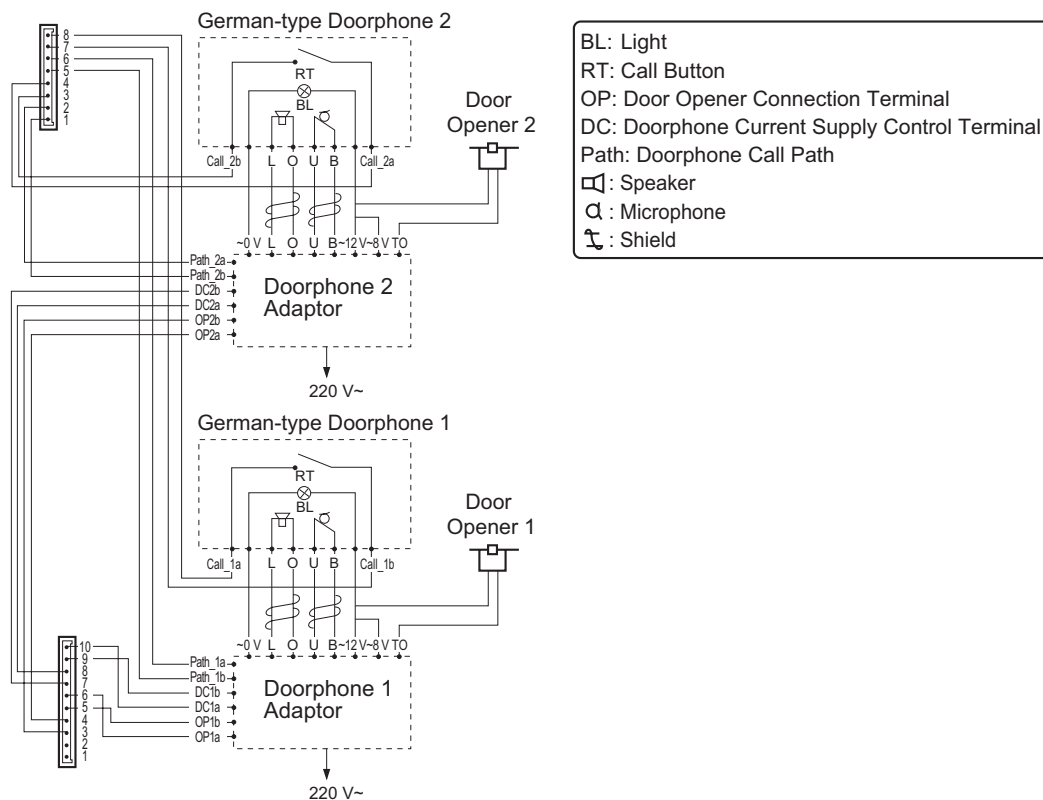 German-type Doorphone 2
8
7
6
5
4
3
2
1
RT
BL
Door
Opener 2
Call_2b L O U B Call_2a
~0 V L O U B ~12 V ~8 V TO
Path_2a
Path_2b
DC2b
DC2a
OP2b
OP2a
Doorphone 2
Adaptor
220 V~
German-type Doorphone 1
RT
BL
Door
Opener 1
Call_1a L O U B Call_1b
~0 V L O U B ~12 V ~8 V TO
10
9
8
7
6
5
4
3
2
1
Path_1a
Path_1b
DC1b
DC1a
OP1b
OP1a
Doorphone 1
Adaptor
220 V~
BL: Light
RT: Call Button
OP: Door Opener Connection Terminal
DC: Doorphone Current Supply Control Terminal
Path: Doorphone Call Path
: Speaker
: Microphone
: Shield